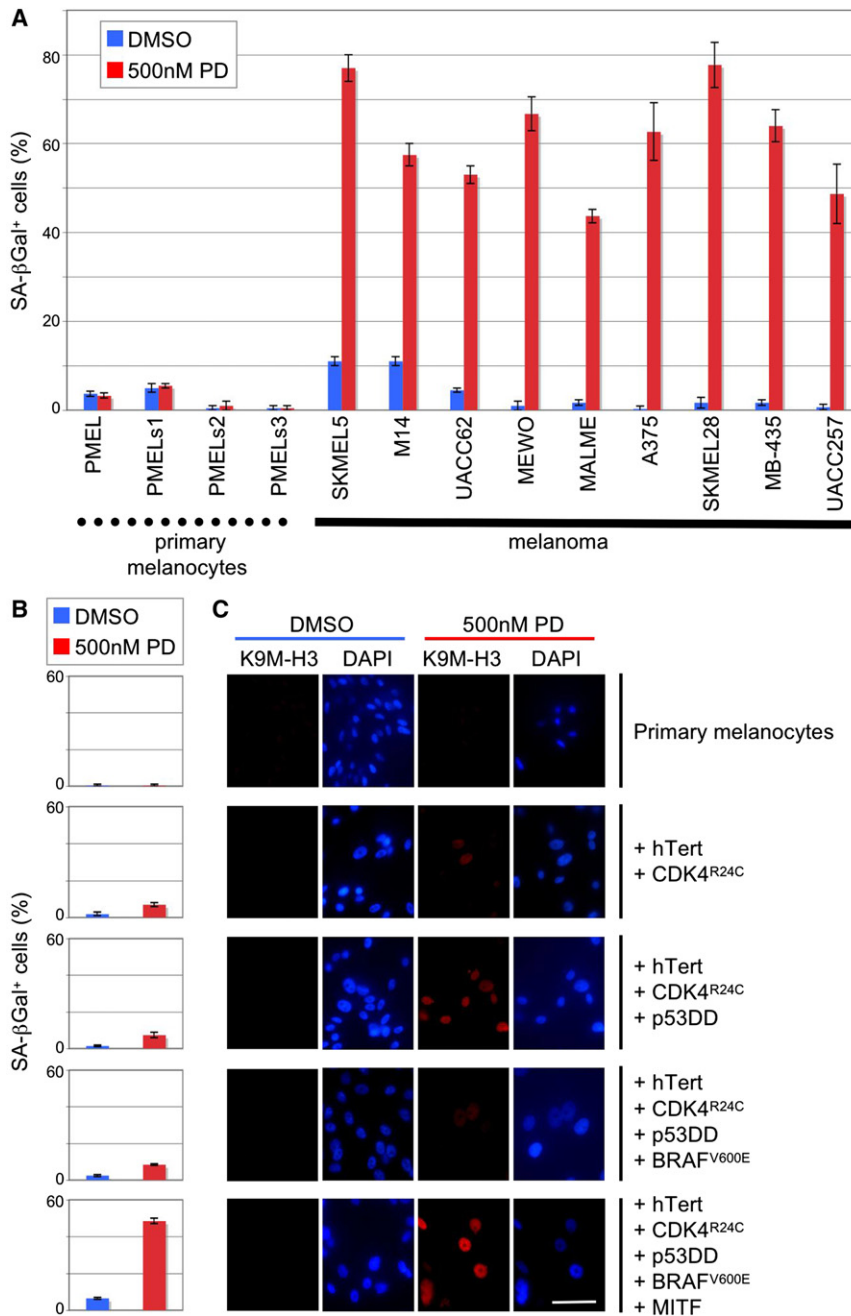 A
DMSO
500nM PD
SA-βGal⁺ cells (%)
80
60
40
20
0
PMEL
PMELs1
PMELs2
PMELs3
SKMEL5
M14
UACC62
MEWO
MALME
A375
SKMEL28
MB-435
UACC257
primary
melanocytes
melanoma
B
DMSO
500nM PD
SA-βGal⁺ cells (%)
60
0
60
0
60
0
60
0
60
0
C
DMSO
500nM PD
K9M-H3
DAPI
K9M-H3
DAPI
Primary melanocytes
+ hTert
+ CDK4ᴿ²⁴ᶜ
+ hTert
+ CDK4ᴿ²⁴ᶜ
+ p53DD
+ hTert
+ CDK4ᴿ²⁴ᶜ
+ p53DD
+ BRAFⱽ⁶⁰⁰ᴱ
+ hTert
+ CDK4ᴿ²⁴ᶜ
+ p53DD
+ BRAFⱽ⁶⁰⁰ᴱ
+ MITF